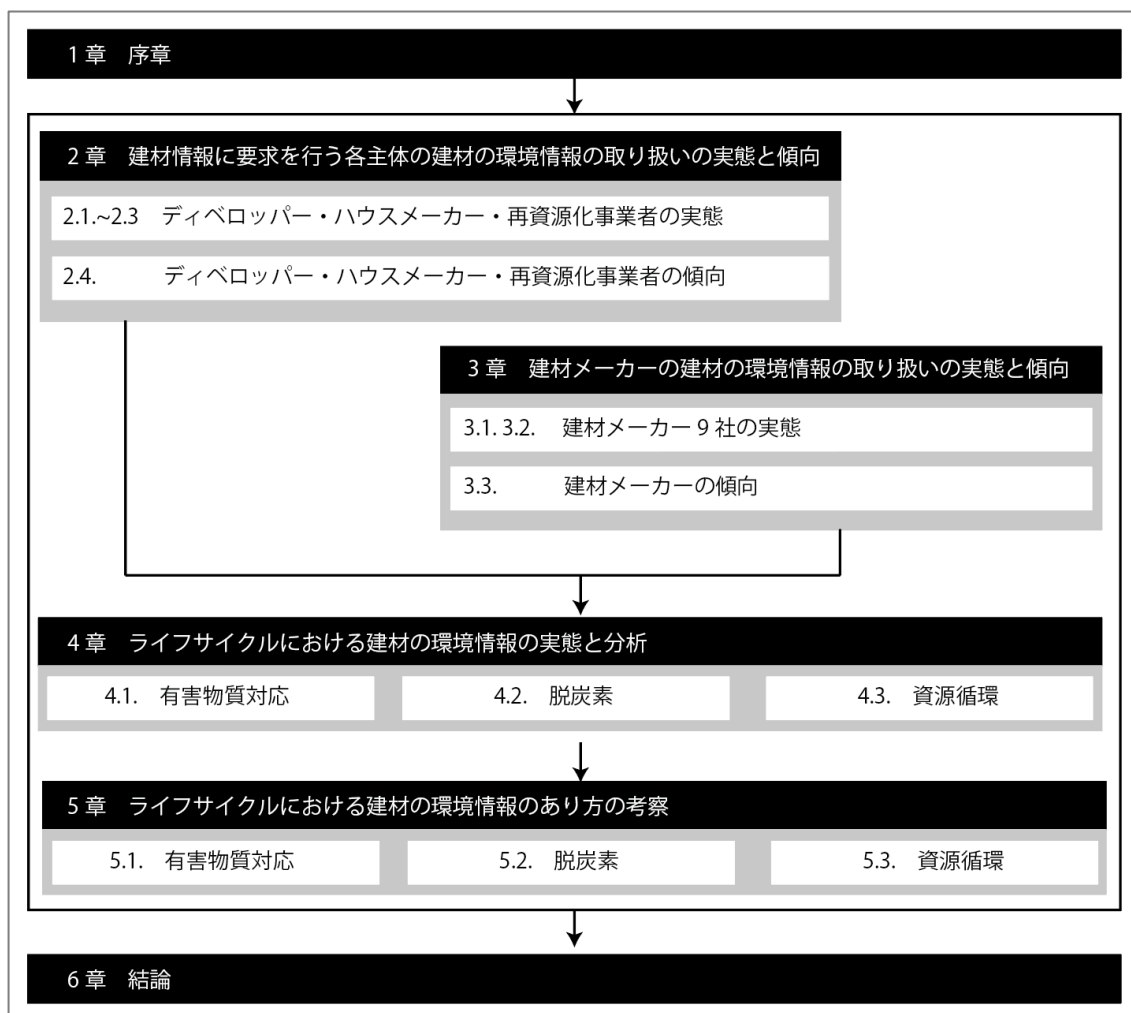 1章 序章
2章 建材情報に要求を行う各主体の建材の環境情報の取り扱いの実態と傾向
2.1.~2.3 ディベロッパー・ハウスメーカー・再資源化事業者の実態
2.4. ディベロッパー・ハウスメーカー・再資源化事業者の傾向
3章 建材メーカーの建材の環境情報の取り扱いの実態と傾向
3.1. 3.2. 建材メーカー9社の実態
3.3. 建材メーカーの傾向
4章 ライフサイクルにおける建材の環境情報の実態と分析
4.1. 有害物質対応 4.2. 脱炭素 4.3. 資源循環
5章 ライフサイクルにおける建材の環境情報のあり方の考察
5.1. 有害物質対応 5.2. 脱炭素 5.3. 資源循環
6章 結論